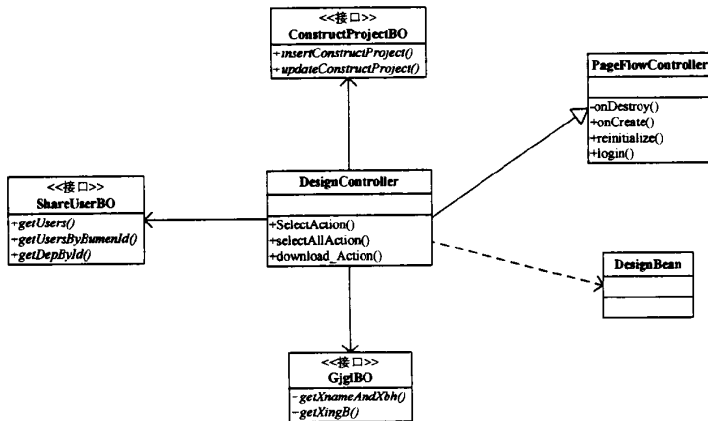 <<接口>>
ConstructProjectBO
+insertConstructProject()
+updateConstructProject()
PageFlowController
-onDestroy()
+onCreate()
+reinitialize()
+login()
<<接口>>
ShareUserBO
+getUsers()
+getUsersByBumenId()
+getDepById()
DesignController
+SelectAction()
+selectAllAction()
+download_Action()
DesignBean
<<接口>>
GjglBO
-getXnameAndXbh()
-getXingB()